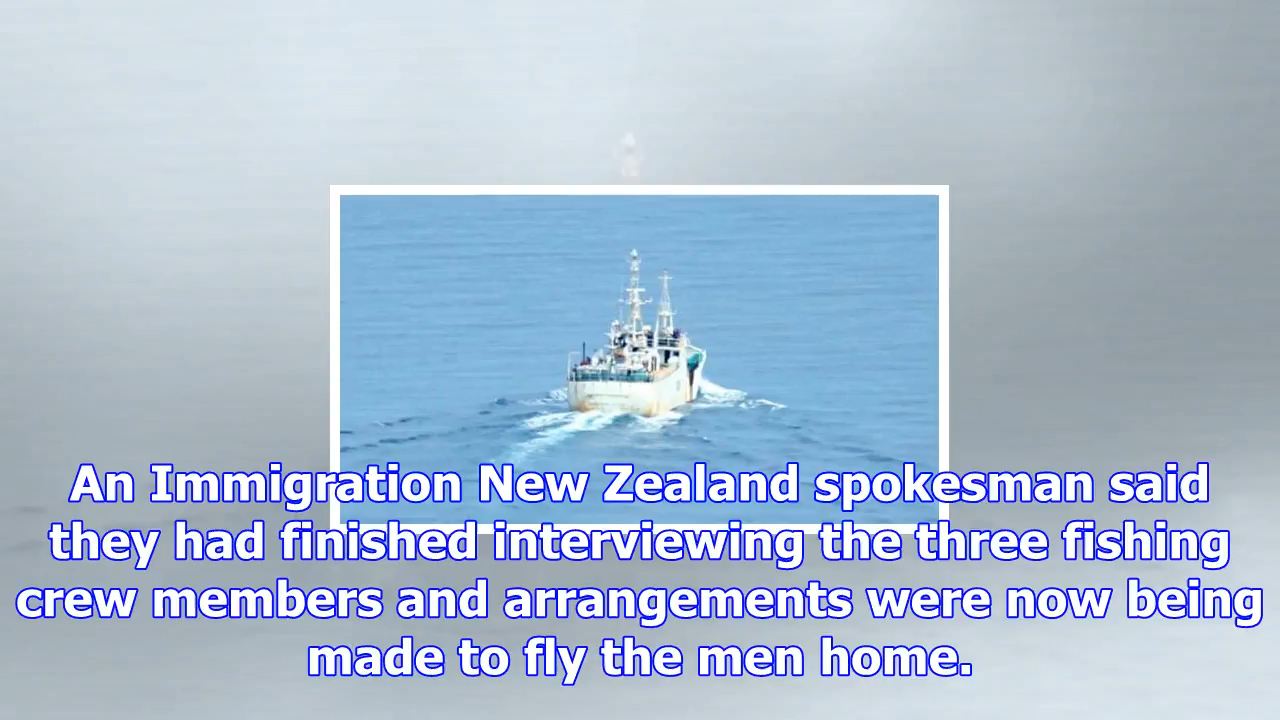 An Immigration New Zealand spokesman said
they had finished interviewing the three fishing
crew members and arrangements were now being
made to fly the men home.